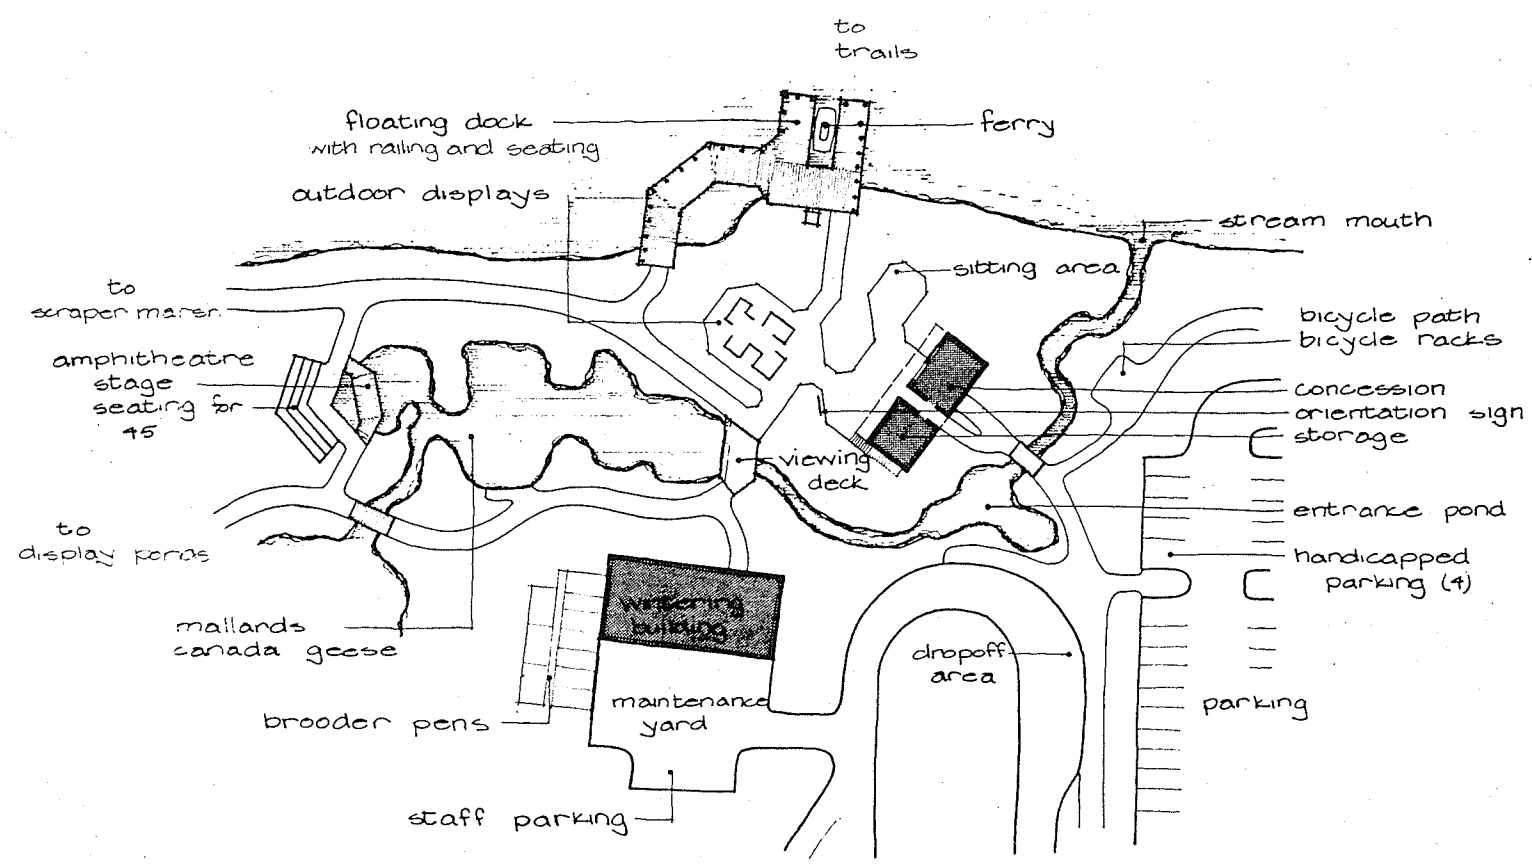 to
trails
floating dock
with railing and seating
ferry
outdoor displays
stream mouth
sitting area
to
scraper marsh
bicycle path
bicycle racks
amphitheatre
stage
seating for
45
concession
orientation sign
storage
viewing
deck
entrance pond
to
display ponds
handicapped
parking (4)
wintering
building
mallards
canada geese
dropoff
area
maintenance
yard
brooder pens
parking
staff parking